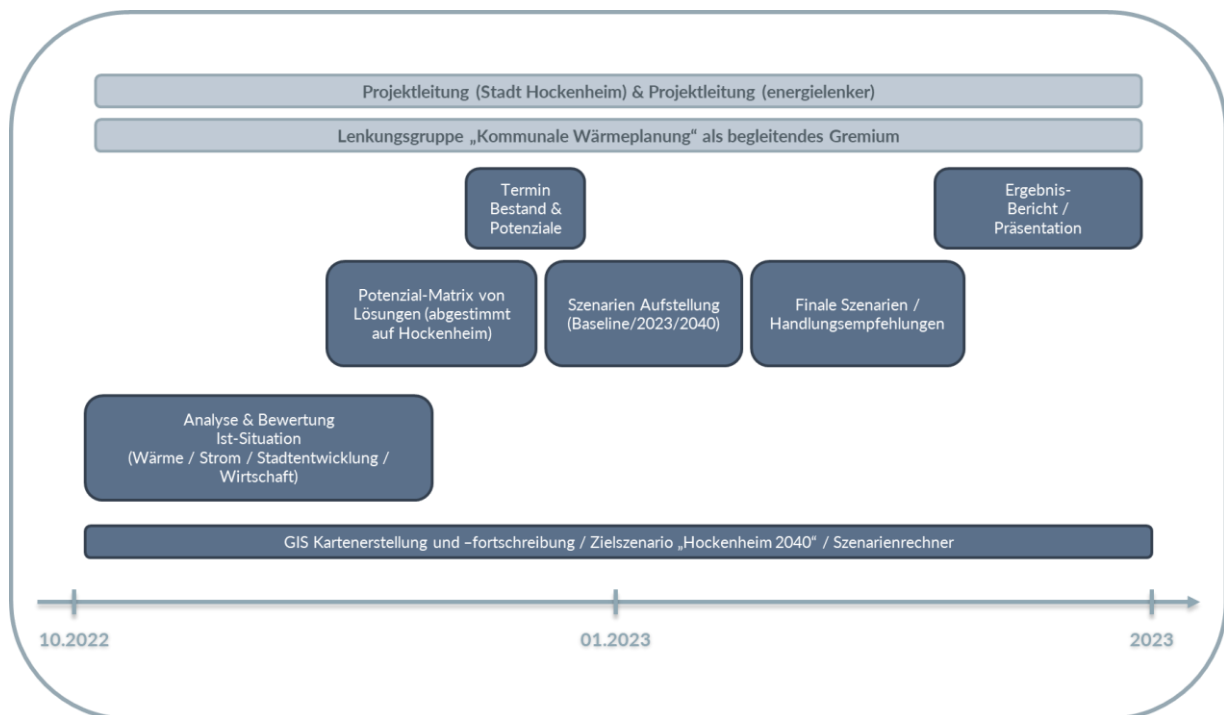 Projektleitung (Stadt Hockenheim) & Projektleitung (energielenker)
Lenkungsgruppe „Kommunale Wärmeplanung“ als begleitendes Gremium
Termin
Bestand &
Potenziale
Ergebnis-
Bericht /
Präsentation
Potenzial-Matrix von
Lösungen (abgestimmt
auf Hockenheim)
Szenarien Aufstellung
(Baseline/2023/2040)
Finale Szenarien /
Handlungsempfehlungen
Analyse & Bewertung
Ist-Situation
(Wärme / Strom / Stadtentwicklung /
Wirtschaft)
GIS Kartenerstellung und –fortschreibung / Zielszenario „Hockenheim 2040“ / Szenarienrechner
10.2022
01.2023
2023